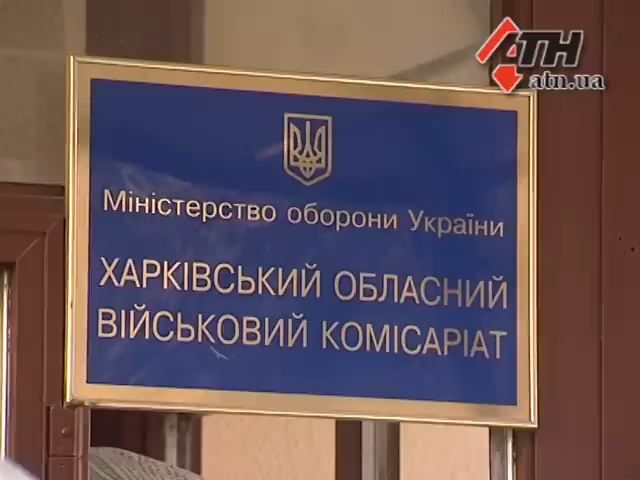 АТН
atn.ua
Міністерство оборони України
ХАРКІВСЬКИЙ ОБЛАСНИЙ
ВІЙСЬКОВИЙ КОМІСАРІАТ